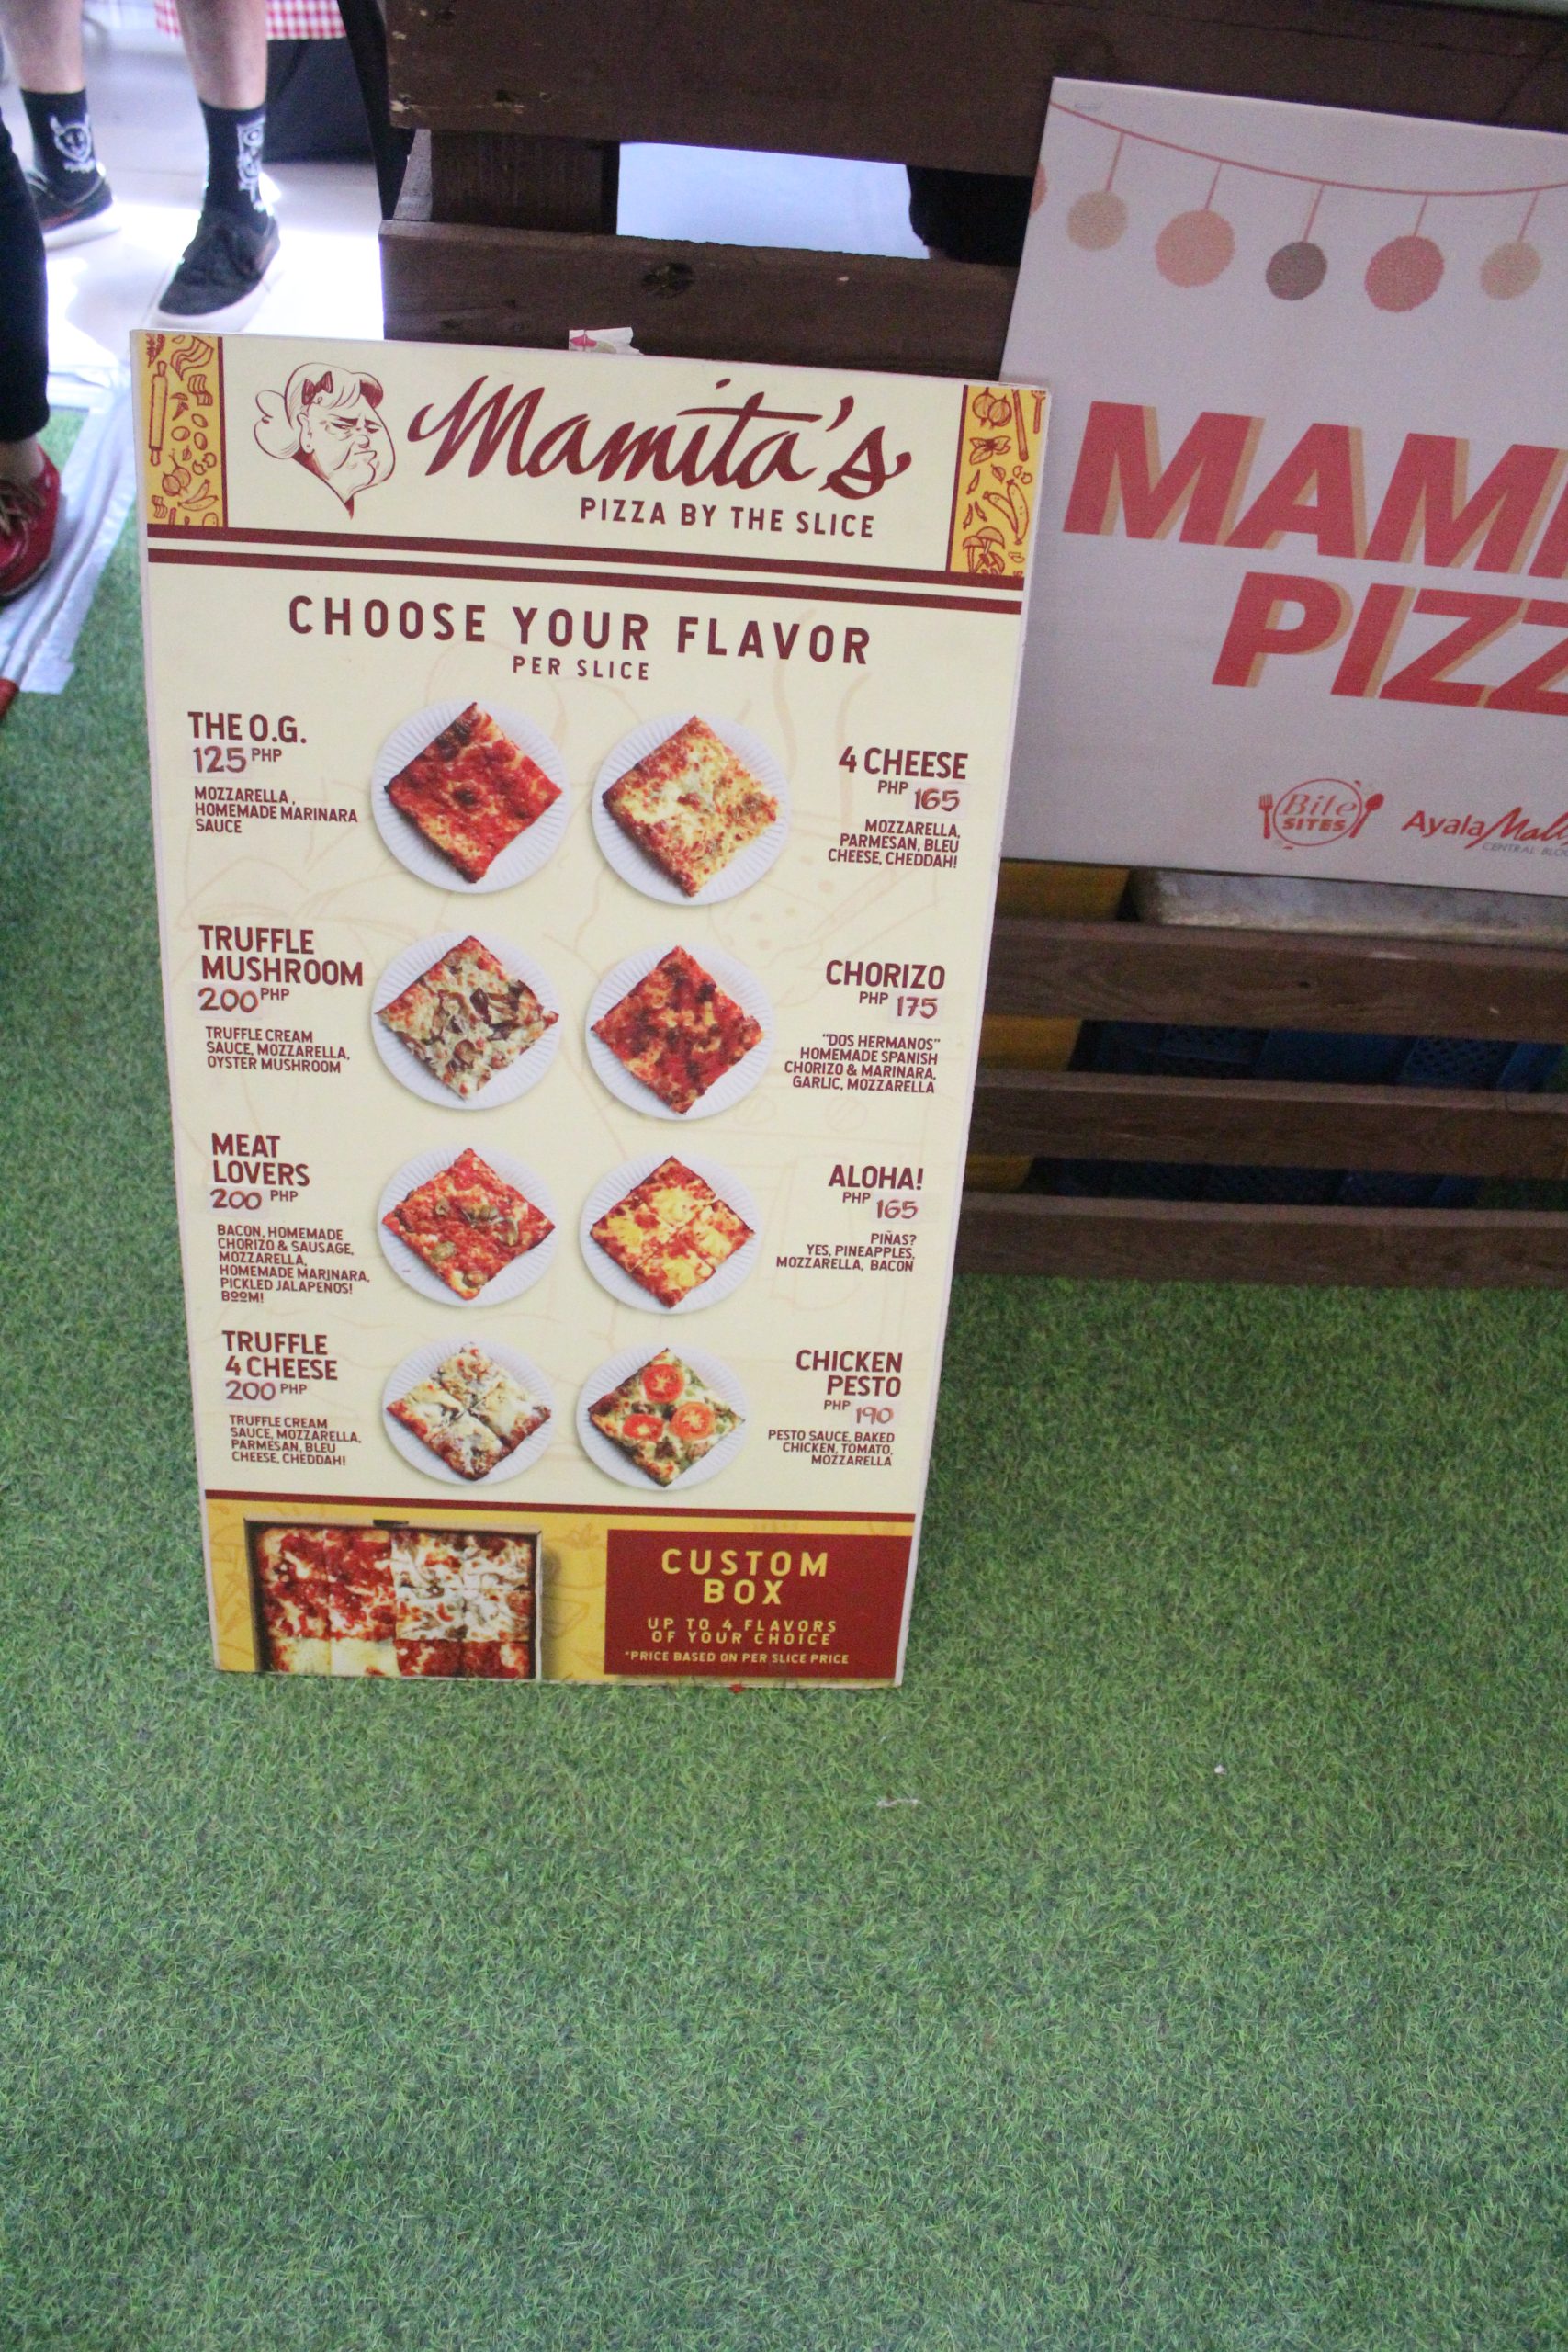 Mamita's
PIZZA BY THE SLICE
CHOOSE YOUR FLAVOR
PER SLICE
THE O.G.
125 PHP
MOZZARELLA,
HOMEMADE MARINARA
SAUCE
4 CHEESE
PHP 165
MOZZARELLA,
PARMESAN, BLEU
CHEESE, CHEDDAH!
TRUFFLE
MUSHROOM
200 PHP
TRUFFLE CREAM
SAUCE, MOZZARELLA,
OYSTER MUSHROOM
CHORIZO
PHP 175
"DOS HERMANOS"
HOMEMADE SPANISH
CHORIZO & MARINARA,
GARLIC, MOZZARELLA
MEAT
LOVERS
200 PHP
BACON, HOMEMADE
CHORIZO & SAUSAGE,
MOZZARELLA,
HOMEMADE MARINARA,
PICKLED JALAPENOS!
BOOM!
ALOHA!
PHP 165
PIÑAS?
YES, PINEAPPLES,
MOZZARELLA, BACON
TRUFFLE
4 CHEESE
200 PHP
TRUFFLE CREAM
SAUCE, MOZZARELLA,
PARMESAN, BLEU
CHEESE, CHEDDAH!
CHICKEN
PESTO
PHP 190
PESTO SAUCE, BAKED
CHICKEN, TOMATO,
MOZZARELLA
CUSTOM
BOX
UP TO 4 FLAVORS
OF YOUR CHOICE
*PRICE BASED ON PER SLICE PRICE
MAMI
PIZZ
Bite
SITES
Ayala Mall
CENTRAL BLO